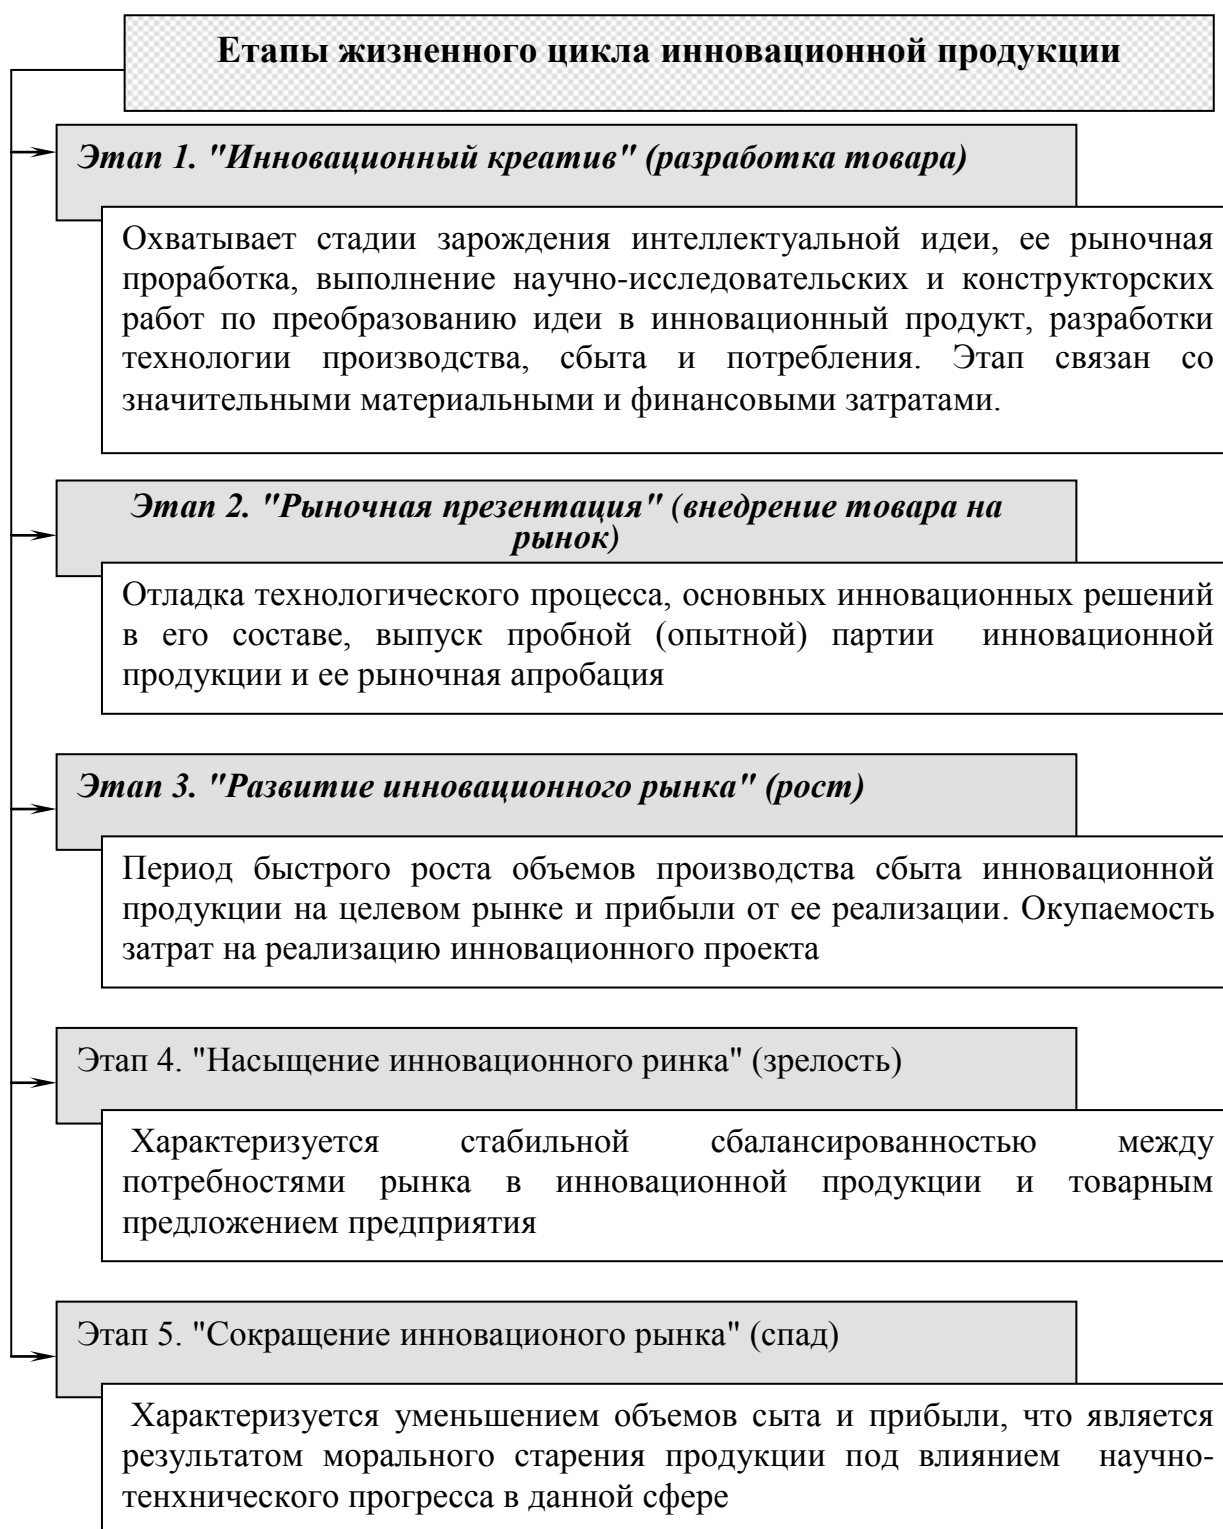 Етапы жизненного цикла инновационной продукции
Этап 1. "Инновационный креатив" (разработка товара)
Охватывает стадии зарождения интеллектуальной идеи, ее рыночная
проработка, выполнение научно-исследовательских и конструкторских
работ по преобразованию идеи в инновационный продукт, разработки
технологии производства, сбыта и потребления. Этап связан со
значительными материальными и финансовыми затратами.
Этап 2. "Рыночная презентация" (внедрение товара на
рынок)
Отладка технологического процесса, основных инновационных решений
в его составе, выпуск пробной (опытной) партии инновационной
продукции и ее рыночная апробация
Этап 3. "Развитие инновационного рынка" (рост)
Период быстрого роста объемов производства сбыта инновационной
продукции на целевом рынке и прибыли от ее реализации. Окупаемость
затрат на реализацию инновационного проекта
Этап 4. "Насыщение инновационного ринка" (зрелость)
Характеризуется стабильной сбалансированностью между
потребностями рынка в инновационной продукции и товарным
предложением предприятия
Этап 5. "Сокращение инновационого рынка" (спад)
Характеризуется уменьшением объемов сыта и прибыли, что является
результатом морального старения продукции под влиянием научно-
тенхнического прогресса в данной сфере